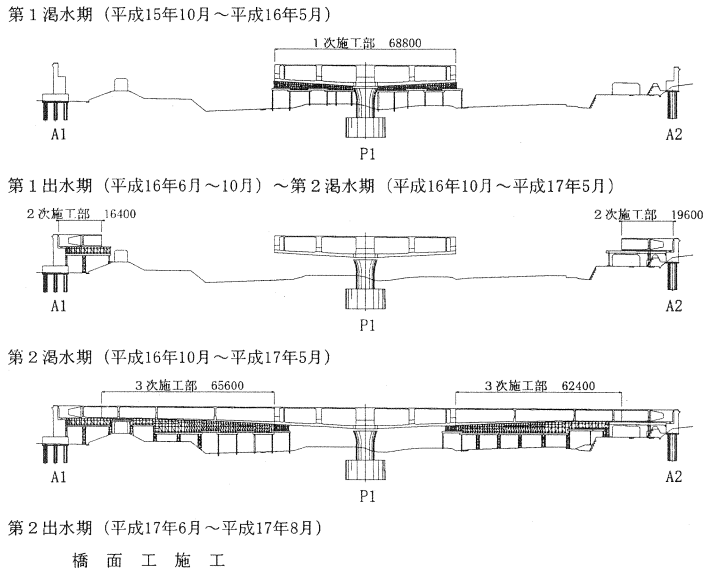 第１渇水期（平成15年10月～平成16年5月）
１次施工部　68800
A1
P1
A2
第１出水期（平成16年6月～10月）～第２渇水期（平成16年10月～平成17年5月）
２次施工部　16400
２次施工部　19600
A1
P1
A2
第２渇水期（平成16年10月～平成17年5月）
３次施工部　65600
３次施工部　62400
A1
P1
A2
第２出水期（平成17年6月～平成17年8月）
橋面工施工